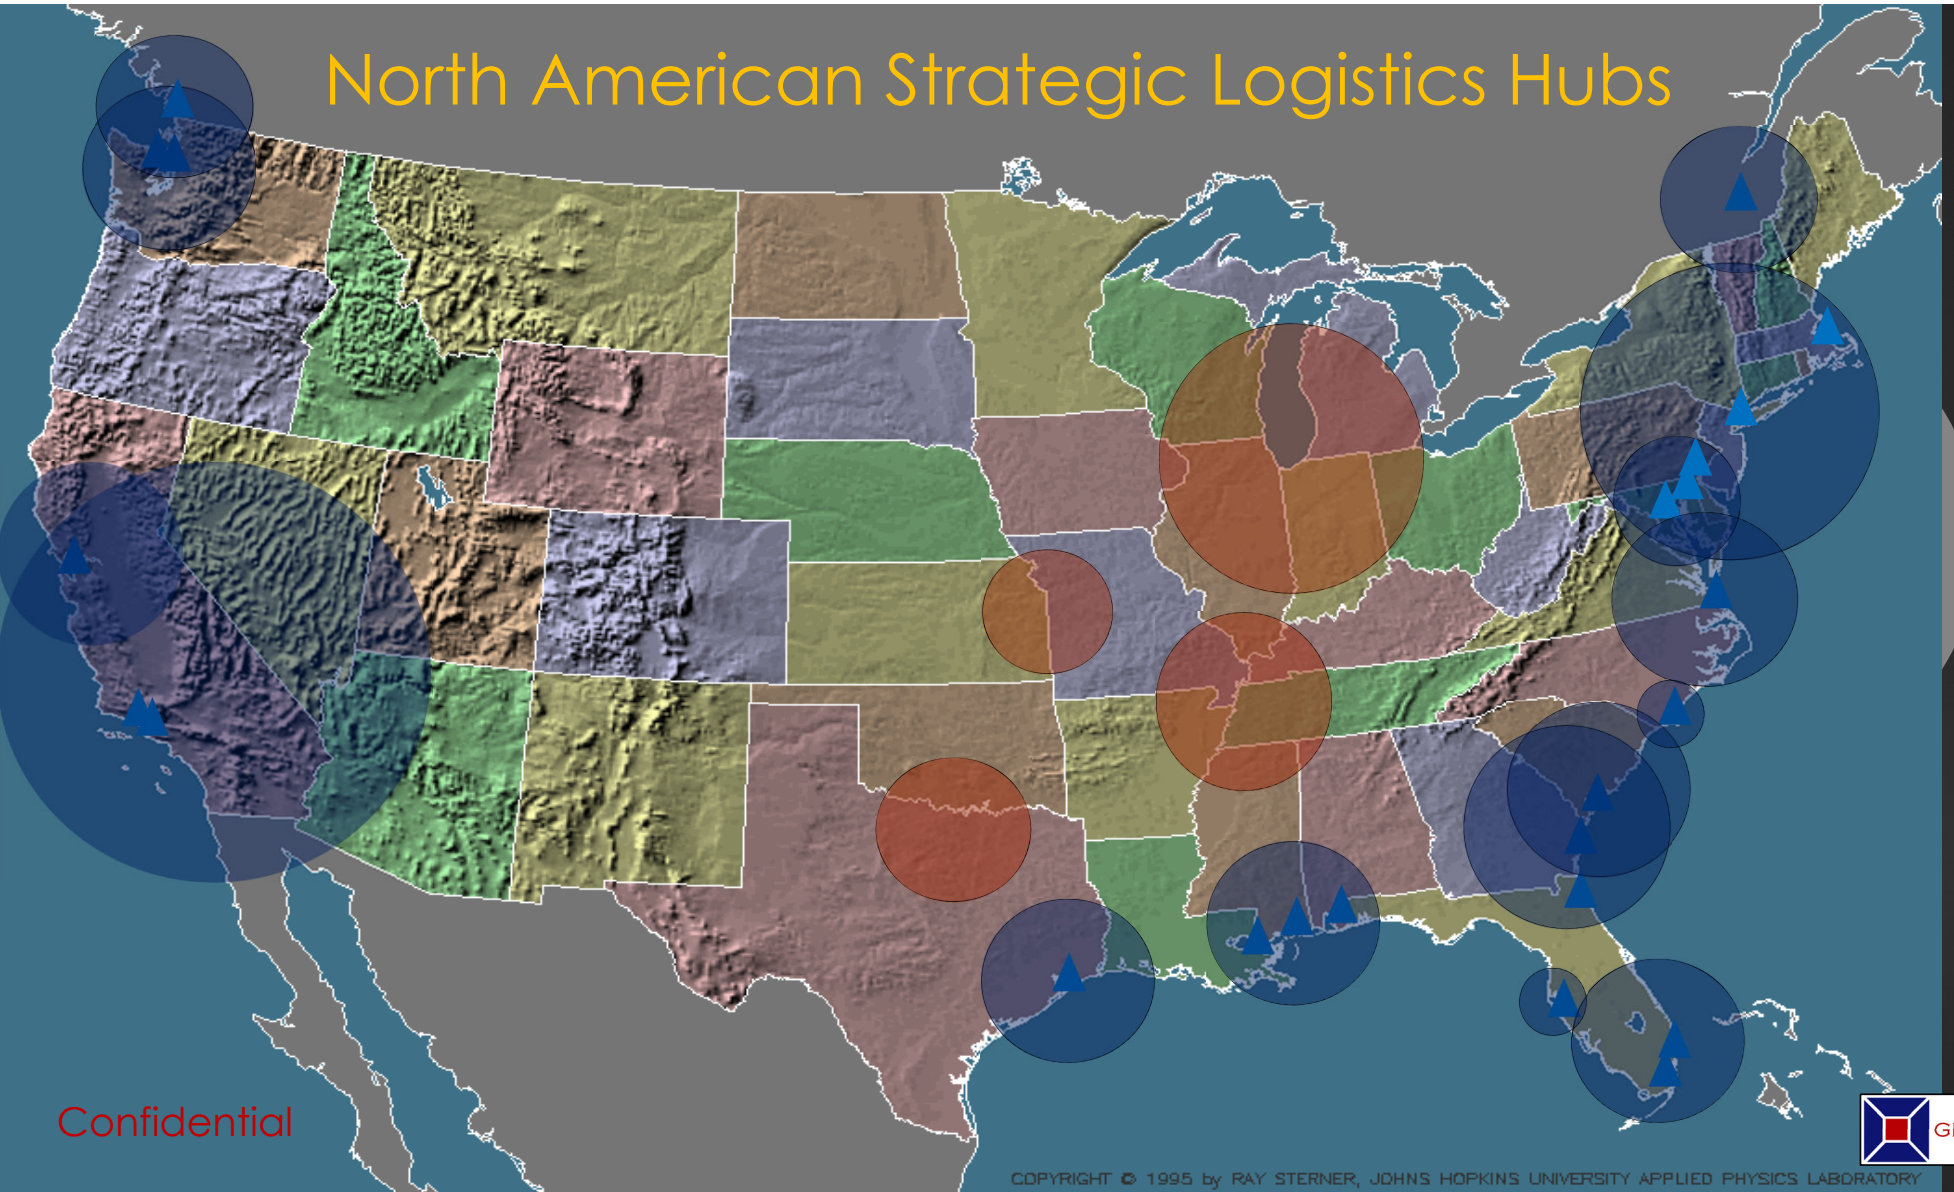 North American Strategic Logistics Hubs
Confidential
COPYRIGHT © 1995 by RAY STERNER, JOHNS HOPKINS UNIVERSITY APPLIED PHYSICS LABORATORY